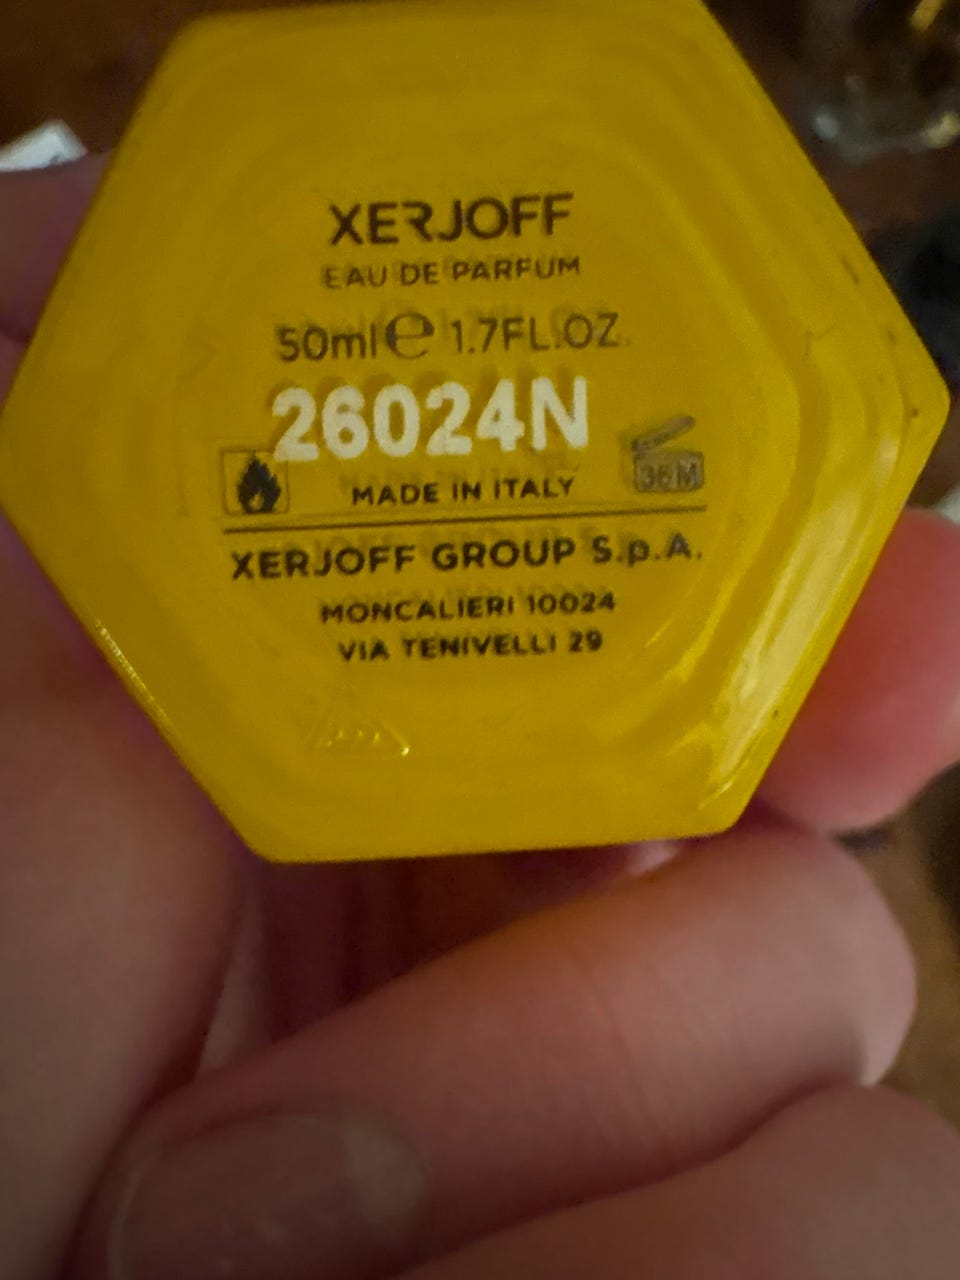 XERJOFF
EAU DE PARFUM
50ml e 1.7FL.OZ.
26024N
36M
MADE IN ITALY
XERJOFF GROUP S.p.A.
MONCALIERI 10024
VIA TENIVELLI 29